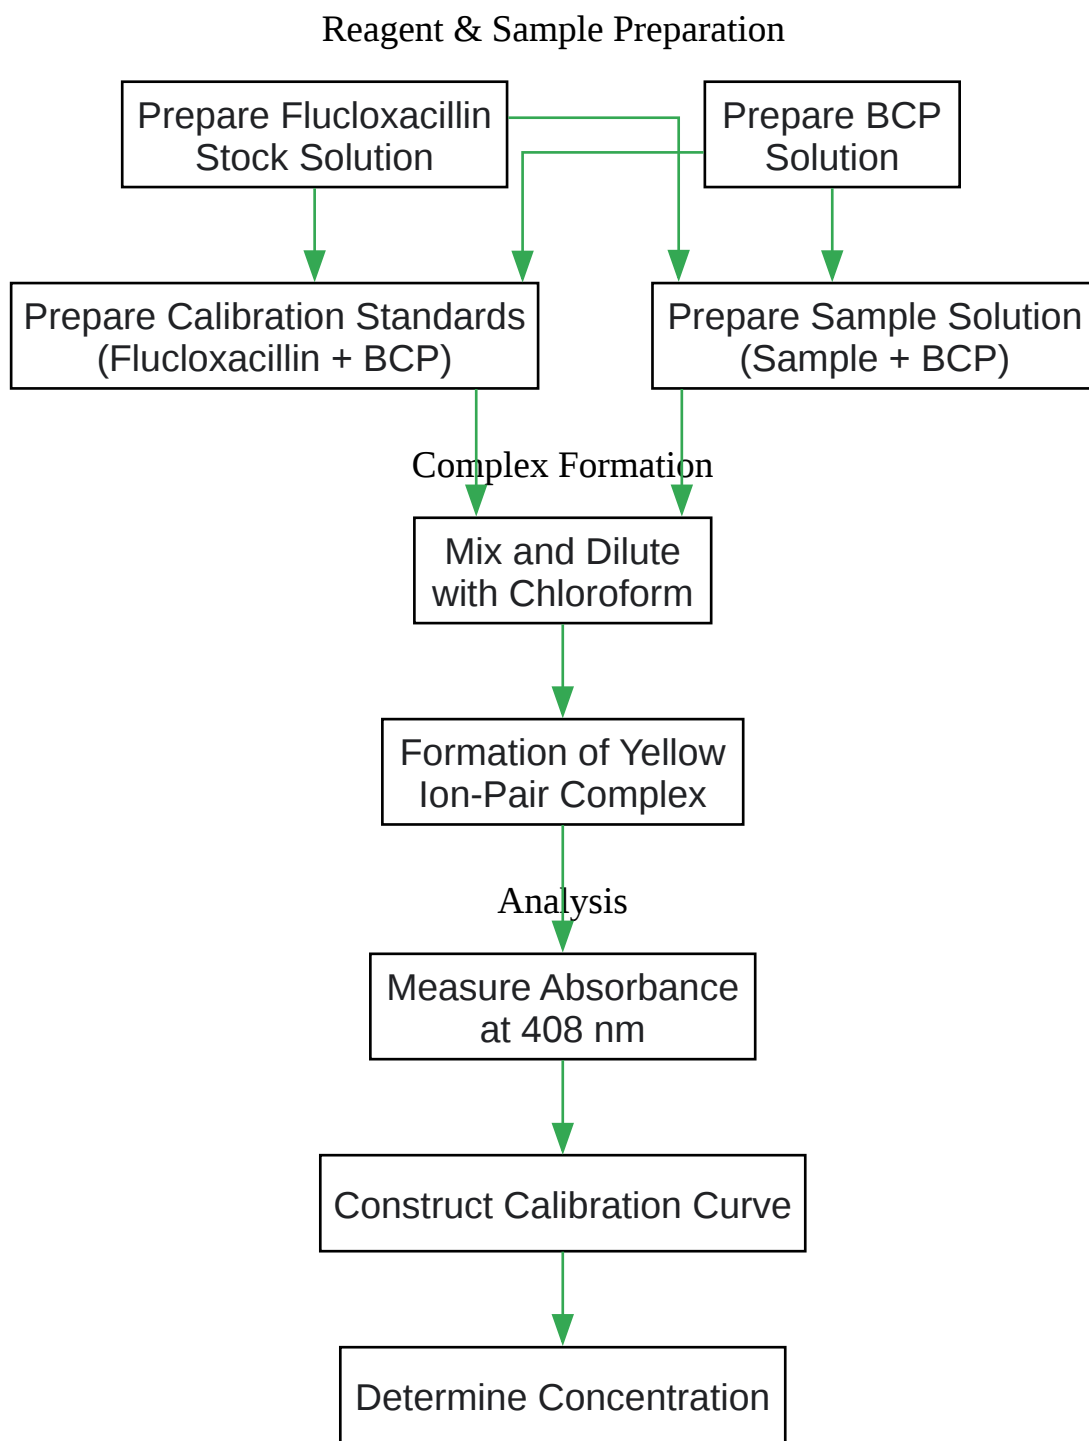 Reagent & Sample Preparation
Prepare Flucloxacillin
Stock Solution
Prepare BCP
Solution
Prepare Calibration Standards
(Flucloxacillin + BCP)
Prepare Sample Solution
(Sample + BCP)
Complex Formation
Mix and Dilute
with Chloroform
Formation of Yellow
Ion-Pair Complex
Analysis
Measure Absorbance
at 408 nm
Construct Calibration Curve
Determine Concentration